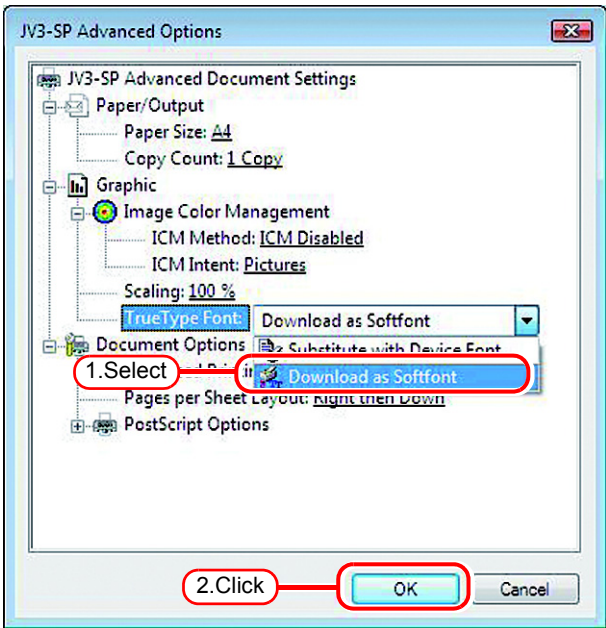 JV3-SP Advanced Options
JV3-SP Advanced Document Settings
Paper/Output
Paper Size: A4
Copy Count: 1 Copy
Graphic
Image Color Management
ICM Method: ICM Disabled
ICM Intent: Pictures
Scaling: 100 %
TrueType Font: Download as Softfont
Document Options Substitute with Device Font
1.Select
Download as Softfont
Pages per Sheet Layout: Right then Down
PostScript Options
2.Click
OK
Cancel